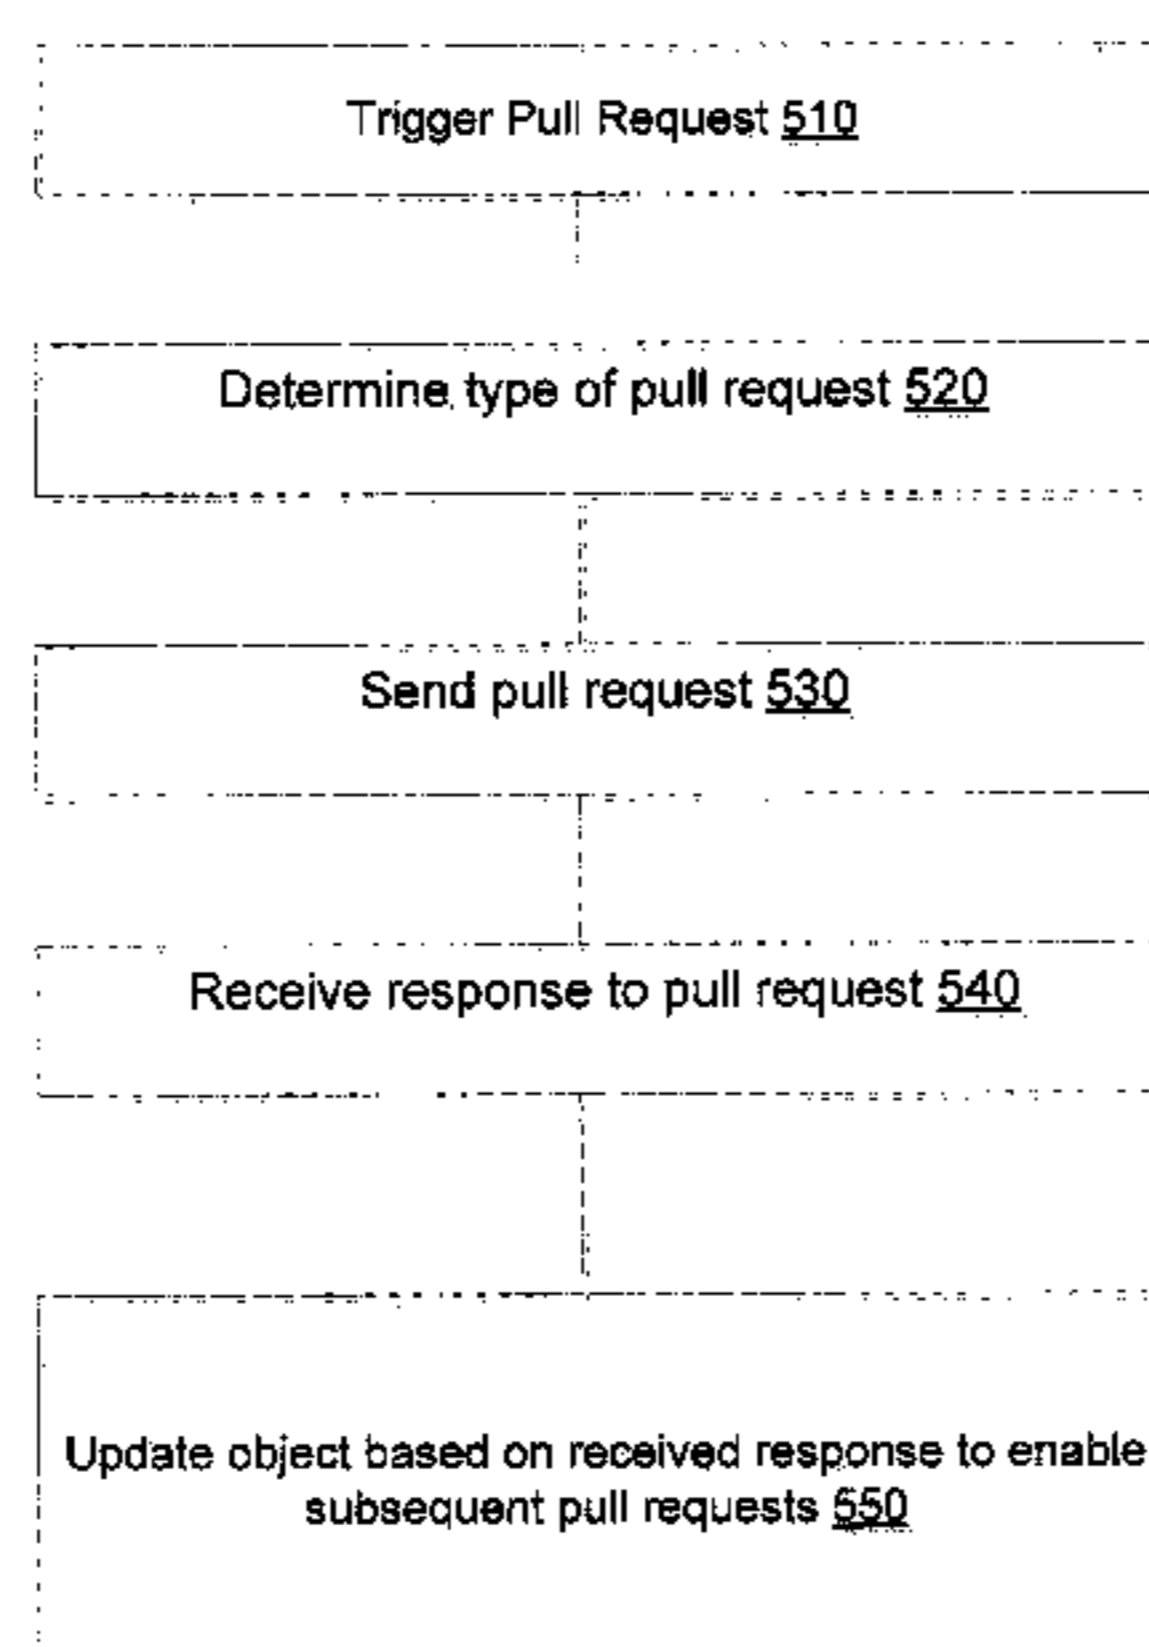 Trigger Pull Request 510
Determine type of pull request 520
Send pull request 530
Receive response to pull request 540
Update object based on received response to enable
subsequent pull requests 550